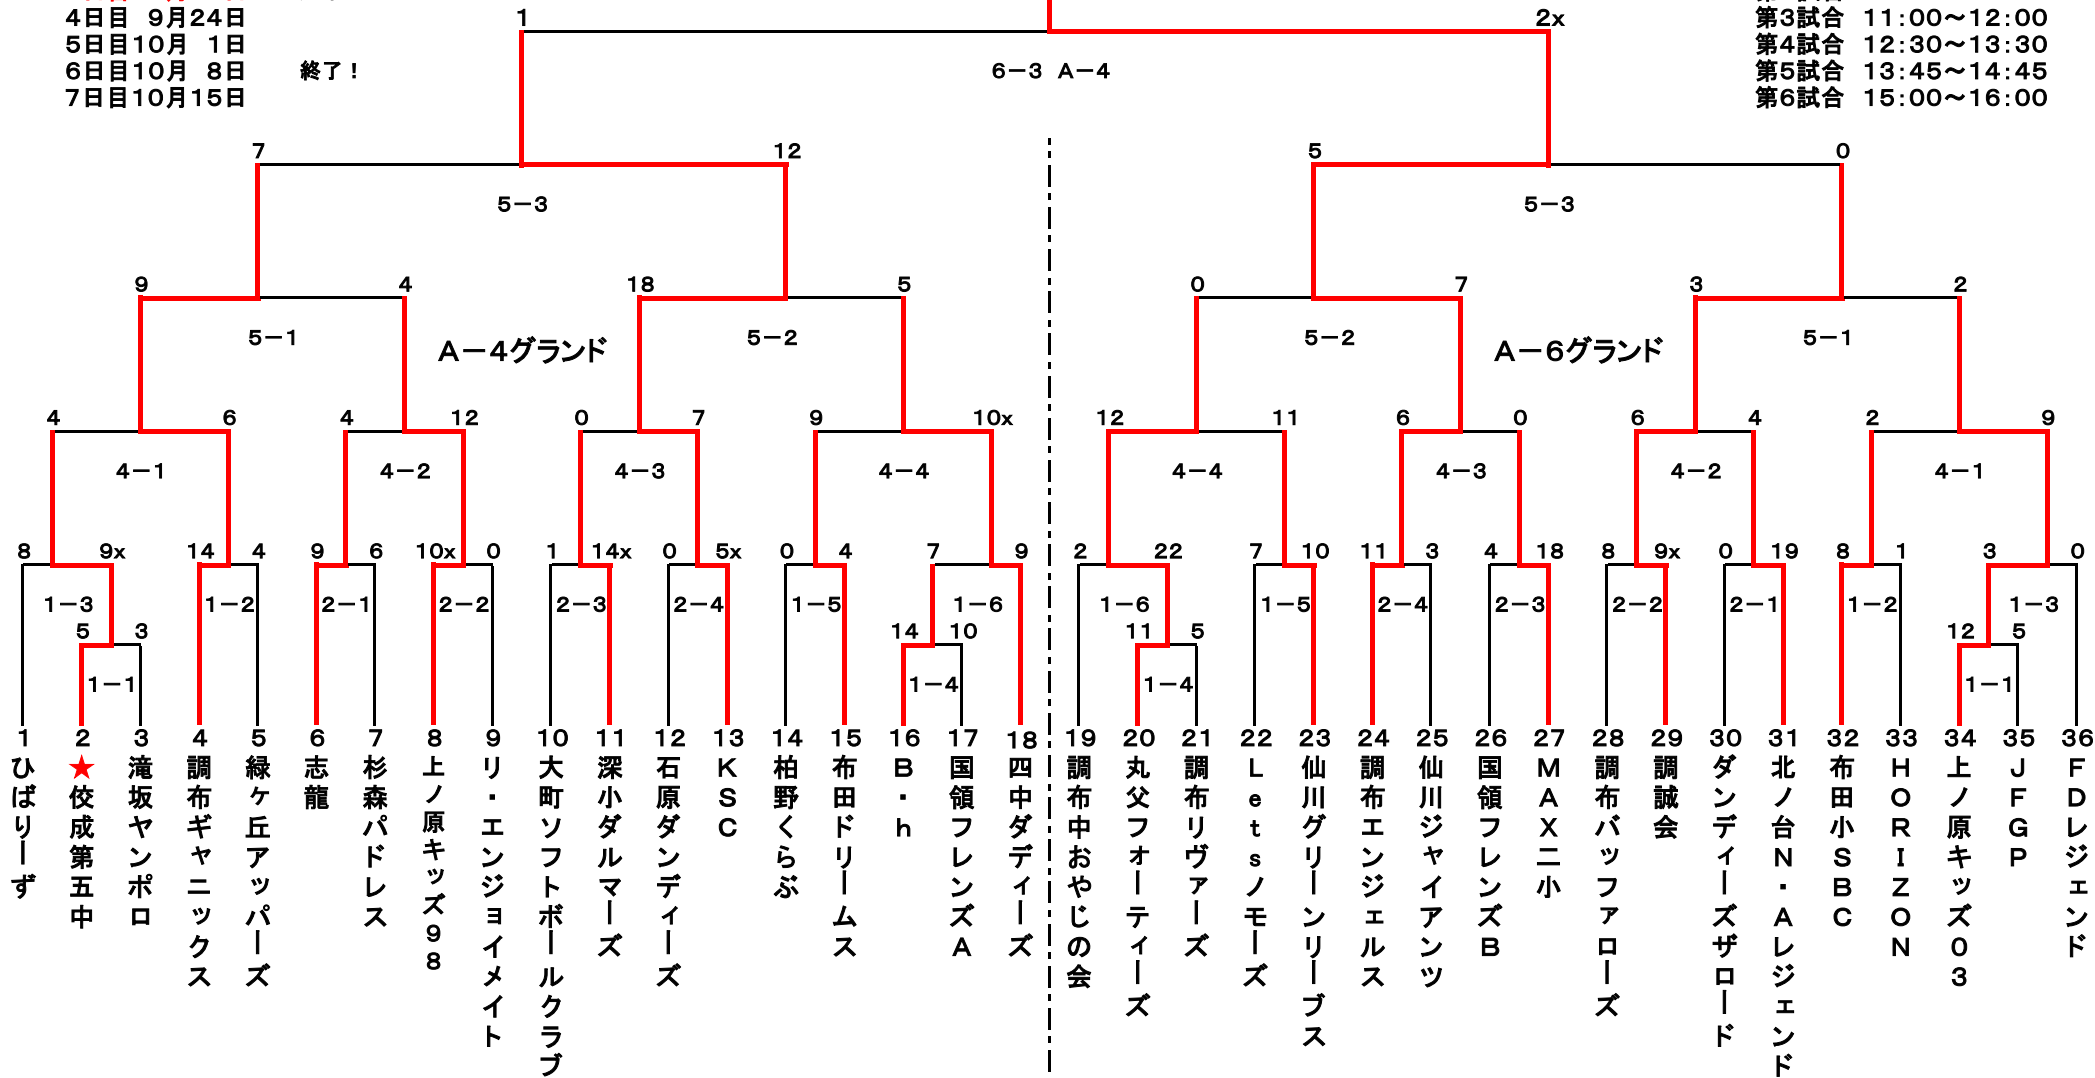 4日目 9月24日
5日目10月 1日
6日目10月 8日 終了！
7日目10月15日
第3試合 11:00～12:00
第4試合 12:30～13:30
第5試合 13:45～14:45
第6試合 15:00～16:00
1 2x
6－3 A－4
7 12 5 0
5－3 5－3
9 4 18 5 0 7 3 2
5－1 5－2 5－2 5－1
A－4グランド A－6グランド
4 6 4 12 0 7 9 10x 12 11 6 0 6 4 2 9
4－1 4－2 4－3 4－4 4－4 4－3 4－2 4－1
8 9x 14 4 9 6 10x 0 1 14x 0 5x 0 4 7 9 2 22 7 10 11 3 4 18 8 9x 0 19 8 1 3 0
1－3 1－2 2－1 2－2 2－3 2－4 1－5 1－6 1－6 1－5 2－4 2－3 2－2 2－1 1－2 1－3
5 3 14 10 11 5 12 5
1－1 1－4 1－4 1－1
1 ひばりーず
2 ★佼成第五中
3 滝坂ヤンポロ
4 調布ギャニックス
5 緑ヶ丘アッパーズ
6 志龍
7 杉森パドレス
8 上ノ原キッズ98
9 リ・エンジョイメイト
10 大町ソフトボールクラブ
11 深小ダルマーズ
12 石原ダンディーズ
13 KSC
14 柏野くらぶ
15 布田ドリームス
16 B・h
17 国領フレンズA
18 四中ダディーズ
19 調布中おやじの会
20 丸父フォーティーズ
21 調布リヴァーズ
22 Letsノモーズ
23 仙川グリーンリーブス
24 調布エンジェルス
25 仙川ジャイアンツ
26 国領フレンズB
27 MAX二小
28 調布バッファローズ
29 調誠会
30 ダンディーズザロード
31 北ノ台N・Aレジェンド
32 布田小SBC
33 HORIZON
34 上ノ原キッズ03
35 JFGP
36 FDレジェンド